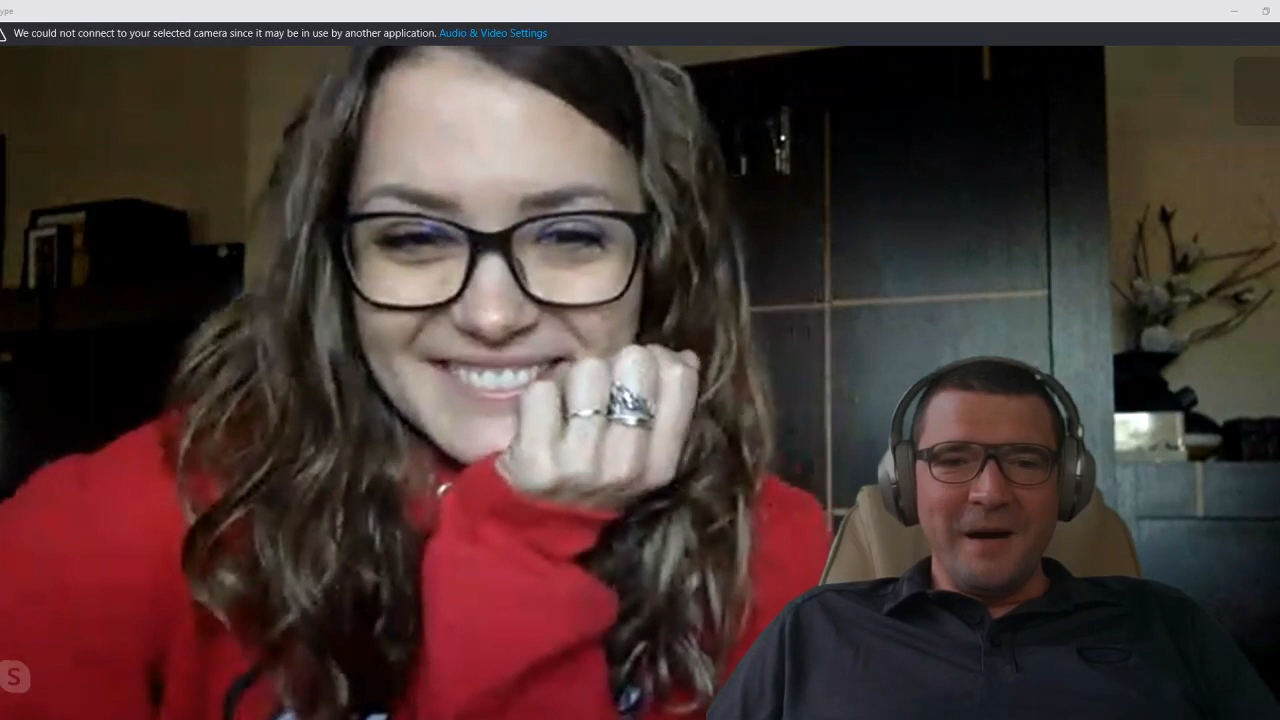 ype
We could not connect to your selected camera since it may be in use by another application. Audio & Video Settings
S